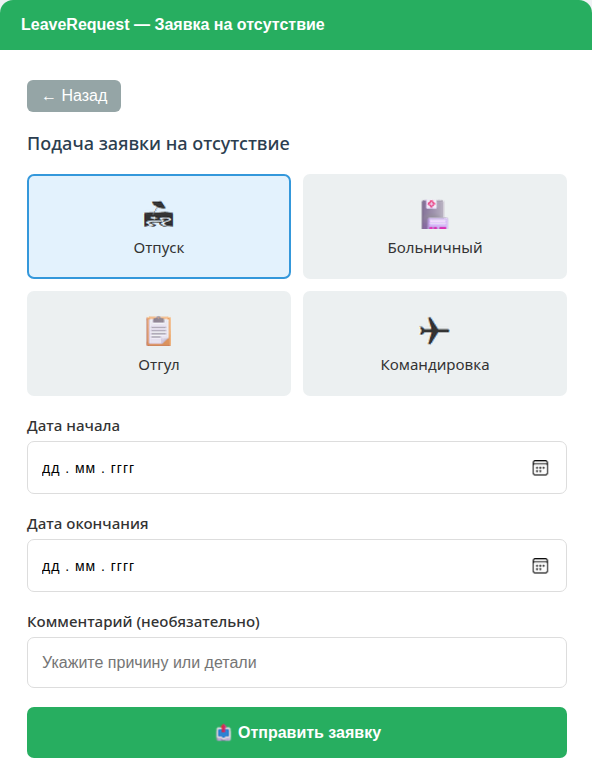 LeaveRequest — Заявка на отсутствие
← Назад
Подача заявки на отсутствие
Отпуск
Больничный
Отгул
Командировка
Дата начала
дд . мм . гггг
Дата окончания
дд . мм . гггг
Комментарий (необязательно)
Укажите причину или детали
Отправить заявку